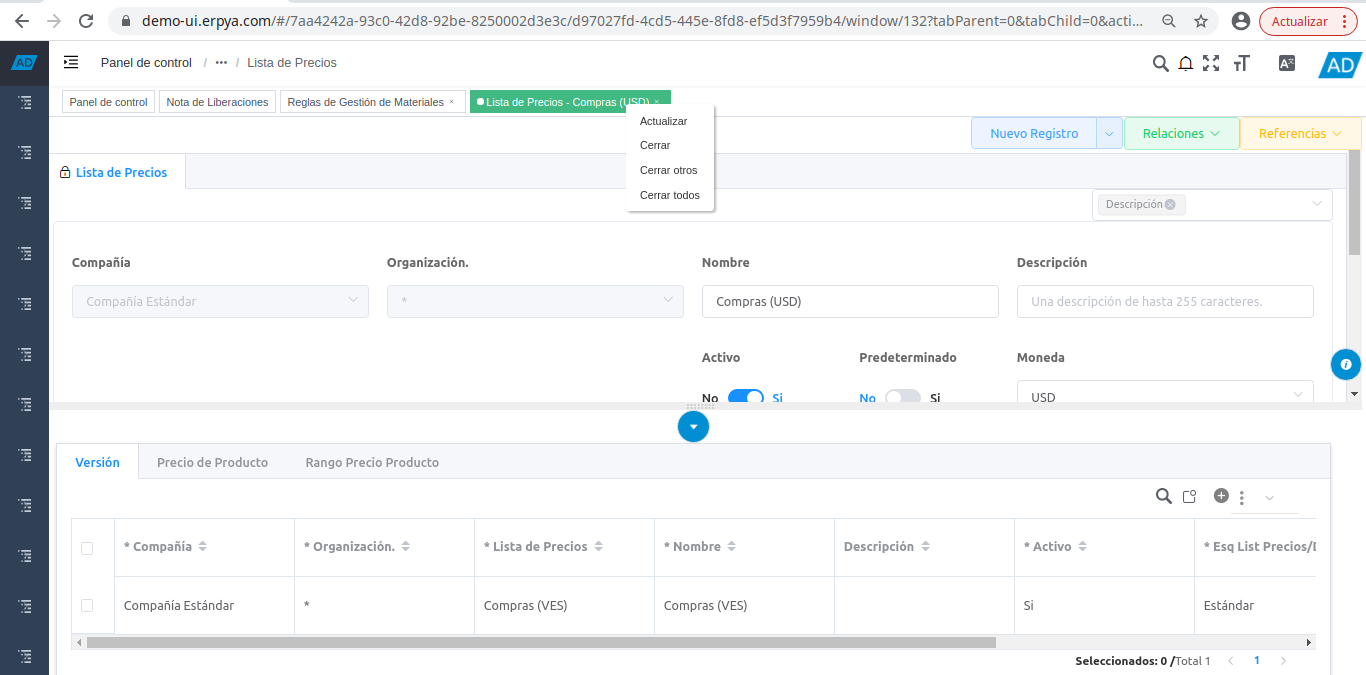 demo-ui.erpya.com/#/7aa4242a-93c0-42d8-92be-8250002d3e3c/d97027fd-4cd5-445e-8fd8-ef5d3f7959b4/window/132?tabParent=0&tabChild=0&acti...
Actualizar
AD
Panel de control / ··· / Lista de Precios
AD
Panel de control
Nota de Liberaciones
Reglas de Gestión de Materiales ×
Lista de Precios - Compras (USD) ×
Actualizar
Cerrar
Cerrar otros
Cerrar todos
Nuevo Registro
Relaciones
Referencias
Lista de Precios
Descripción
Compañía
Organización.
Nombre
Descripción
Compañía Estándar
*
Compras (USD)
Una descripción de hasta 255 caracteres.
Activo
Predeterminado
Moneda
No Si
No Si
USD
Versión
Precio de Producto
Rango Precio Producto
* Compañía
* Organización.
* Lista de Precios
* Nombre
Descripción
* Activo
* Esq List Precios/
Compañía Estándar
*
Compras (VES)
Compras (VES)
Si
Estándar
Seleccionados: 0 /Total 1
1